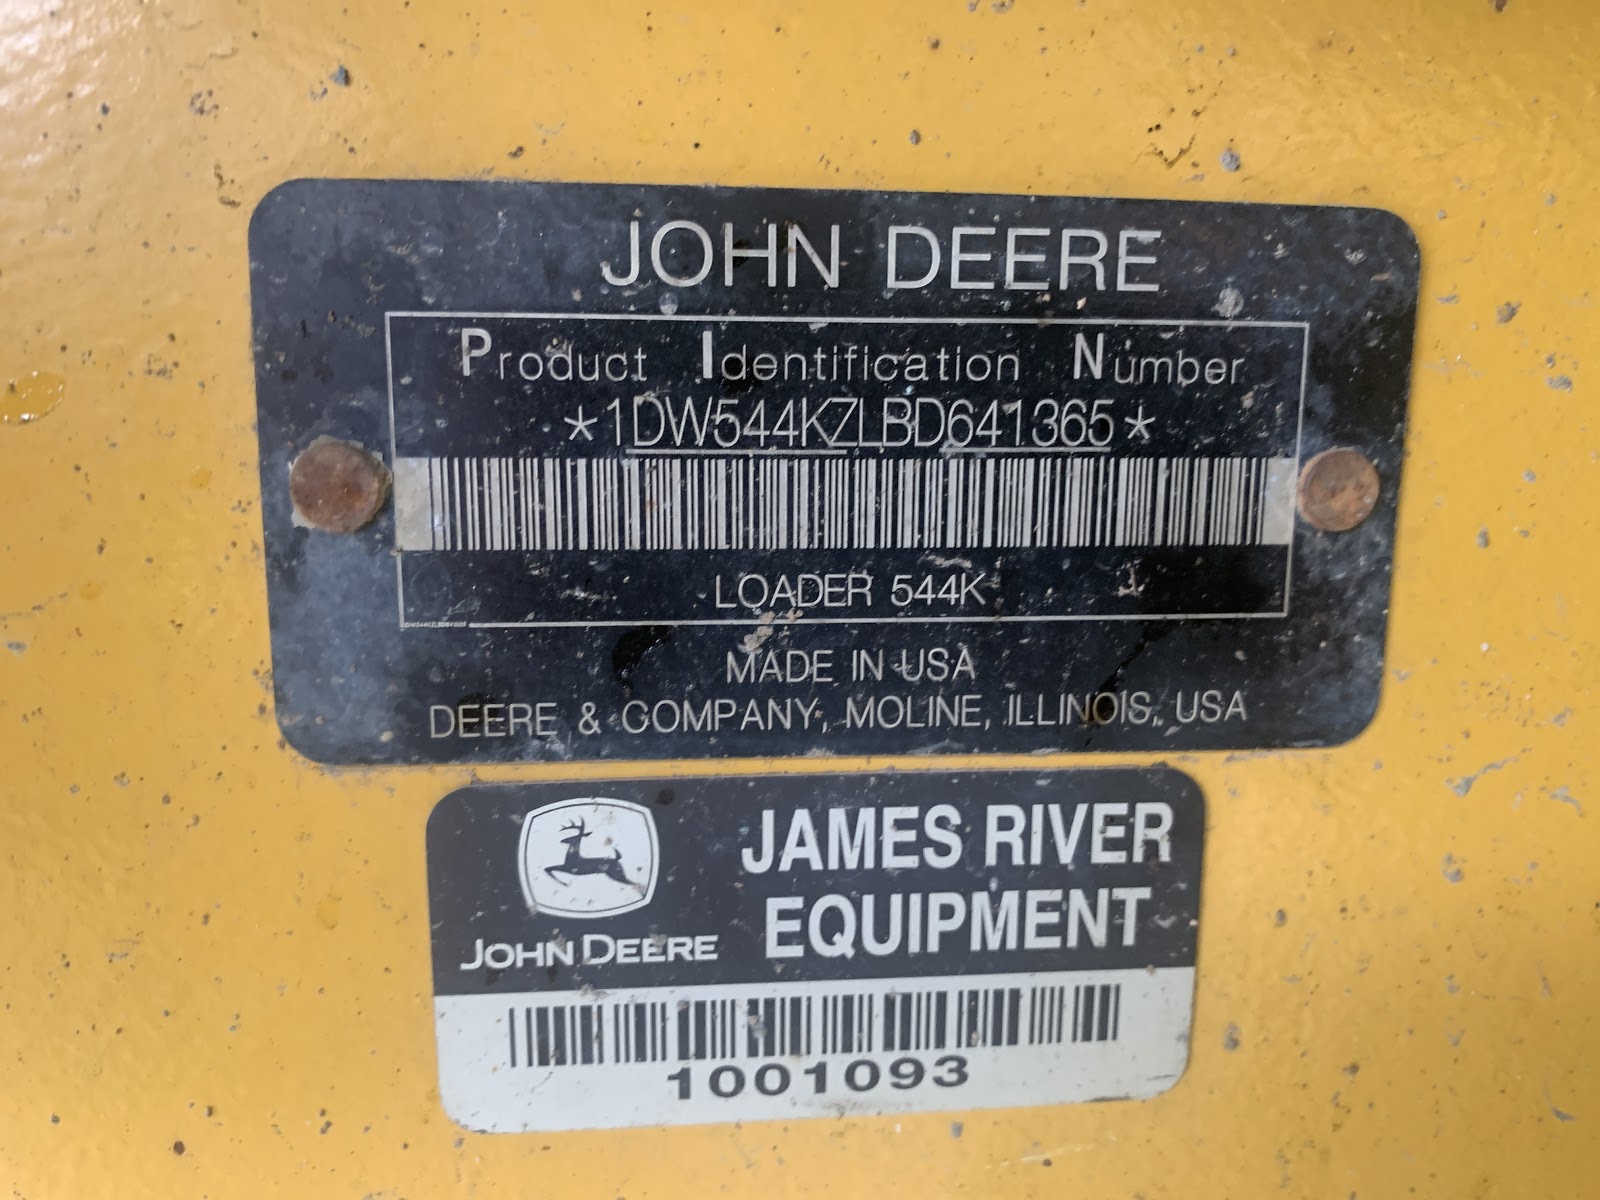 JOHN DEERE
Product Identification Number
*1DW544KZLBD641365*
LOADER 544K
MADE IN USA
DEERE & COMPANY, MOLINE, ILLINOIS, USA
JAMES RIVER
EQUIPMENT
JOHN DEERE
1001093